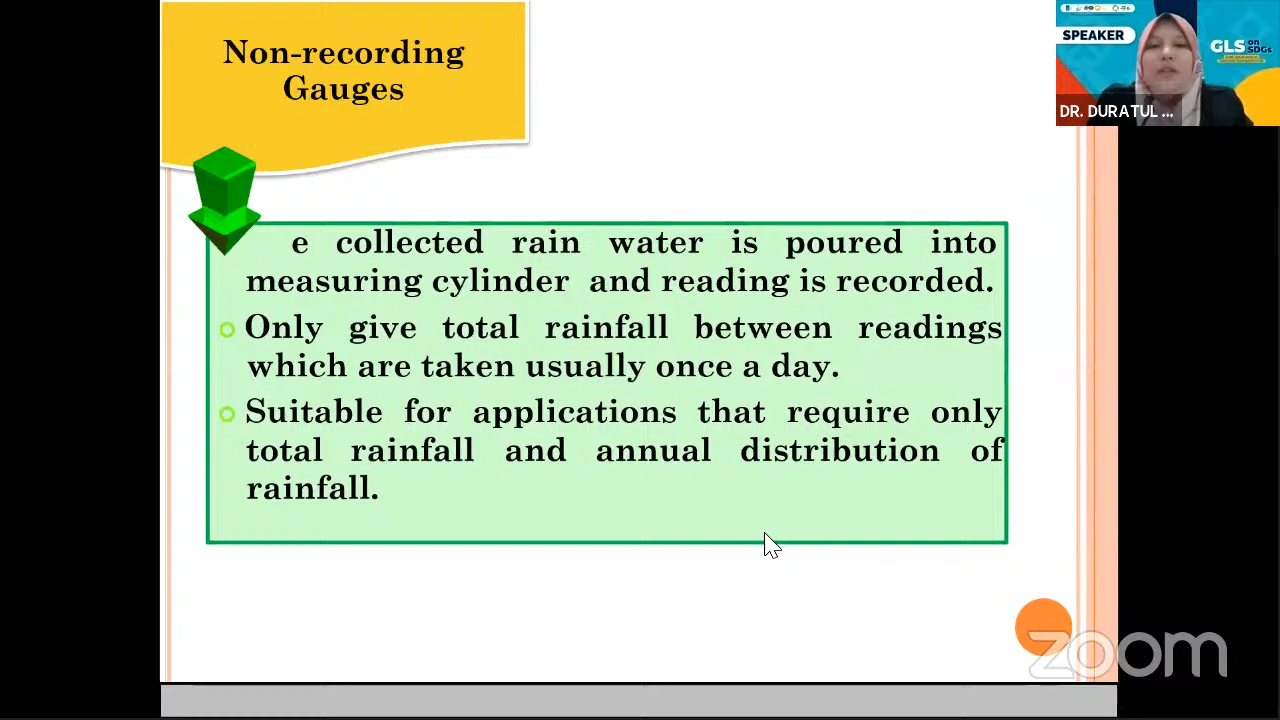 Non-recording
Gauges
e collected rain water is poured into
measuring cylinder and reading is recorded.
Only give total rainfall between readings
which are taken usually once a day.
Suitable for applications that require only
total rainfall and annual distribution of
rainfall.
SPEAKER
GLS on SDGs
DR. DURATUL ...
zoom